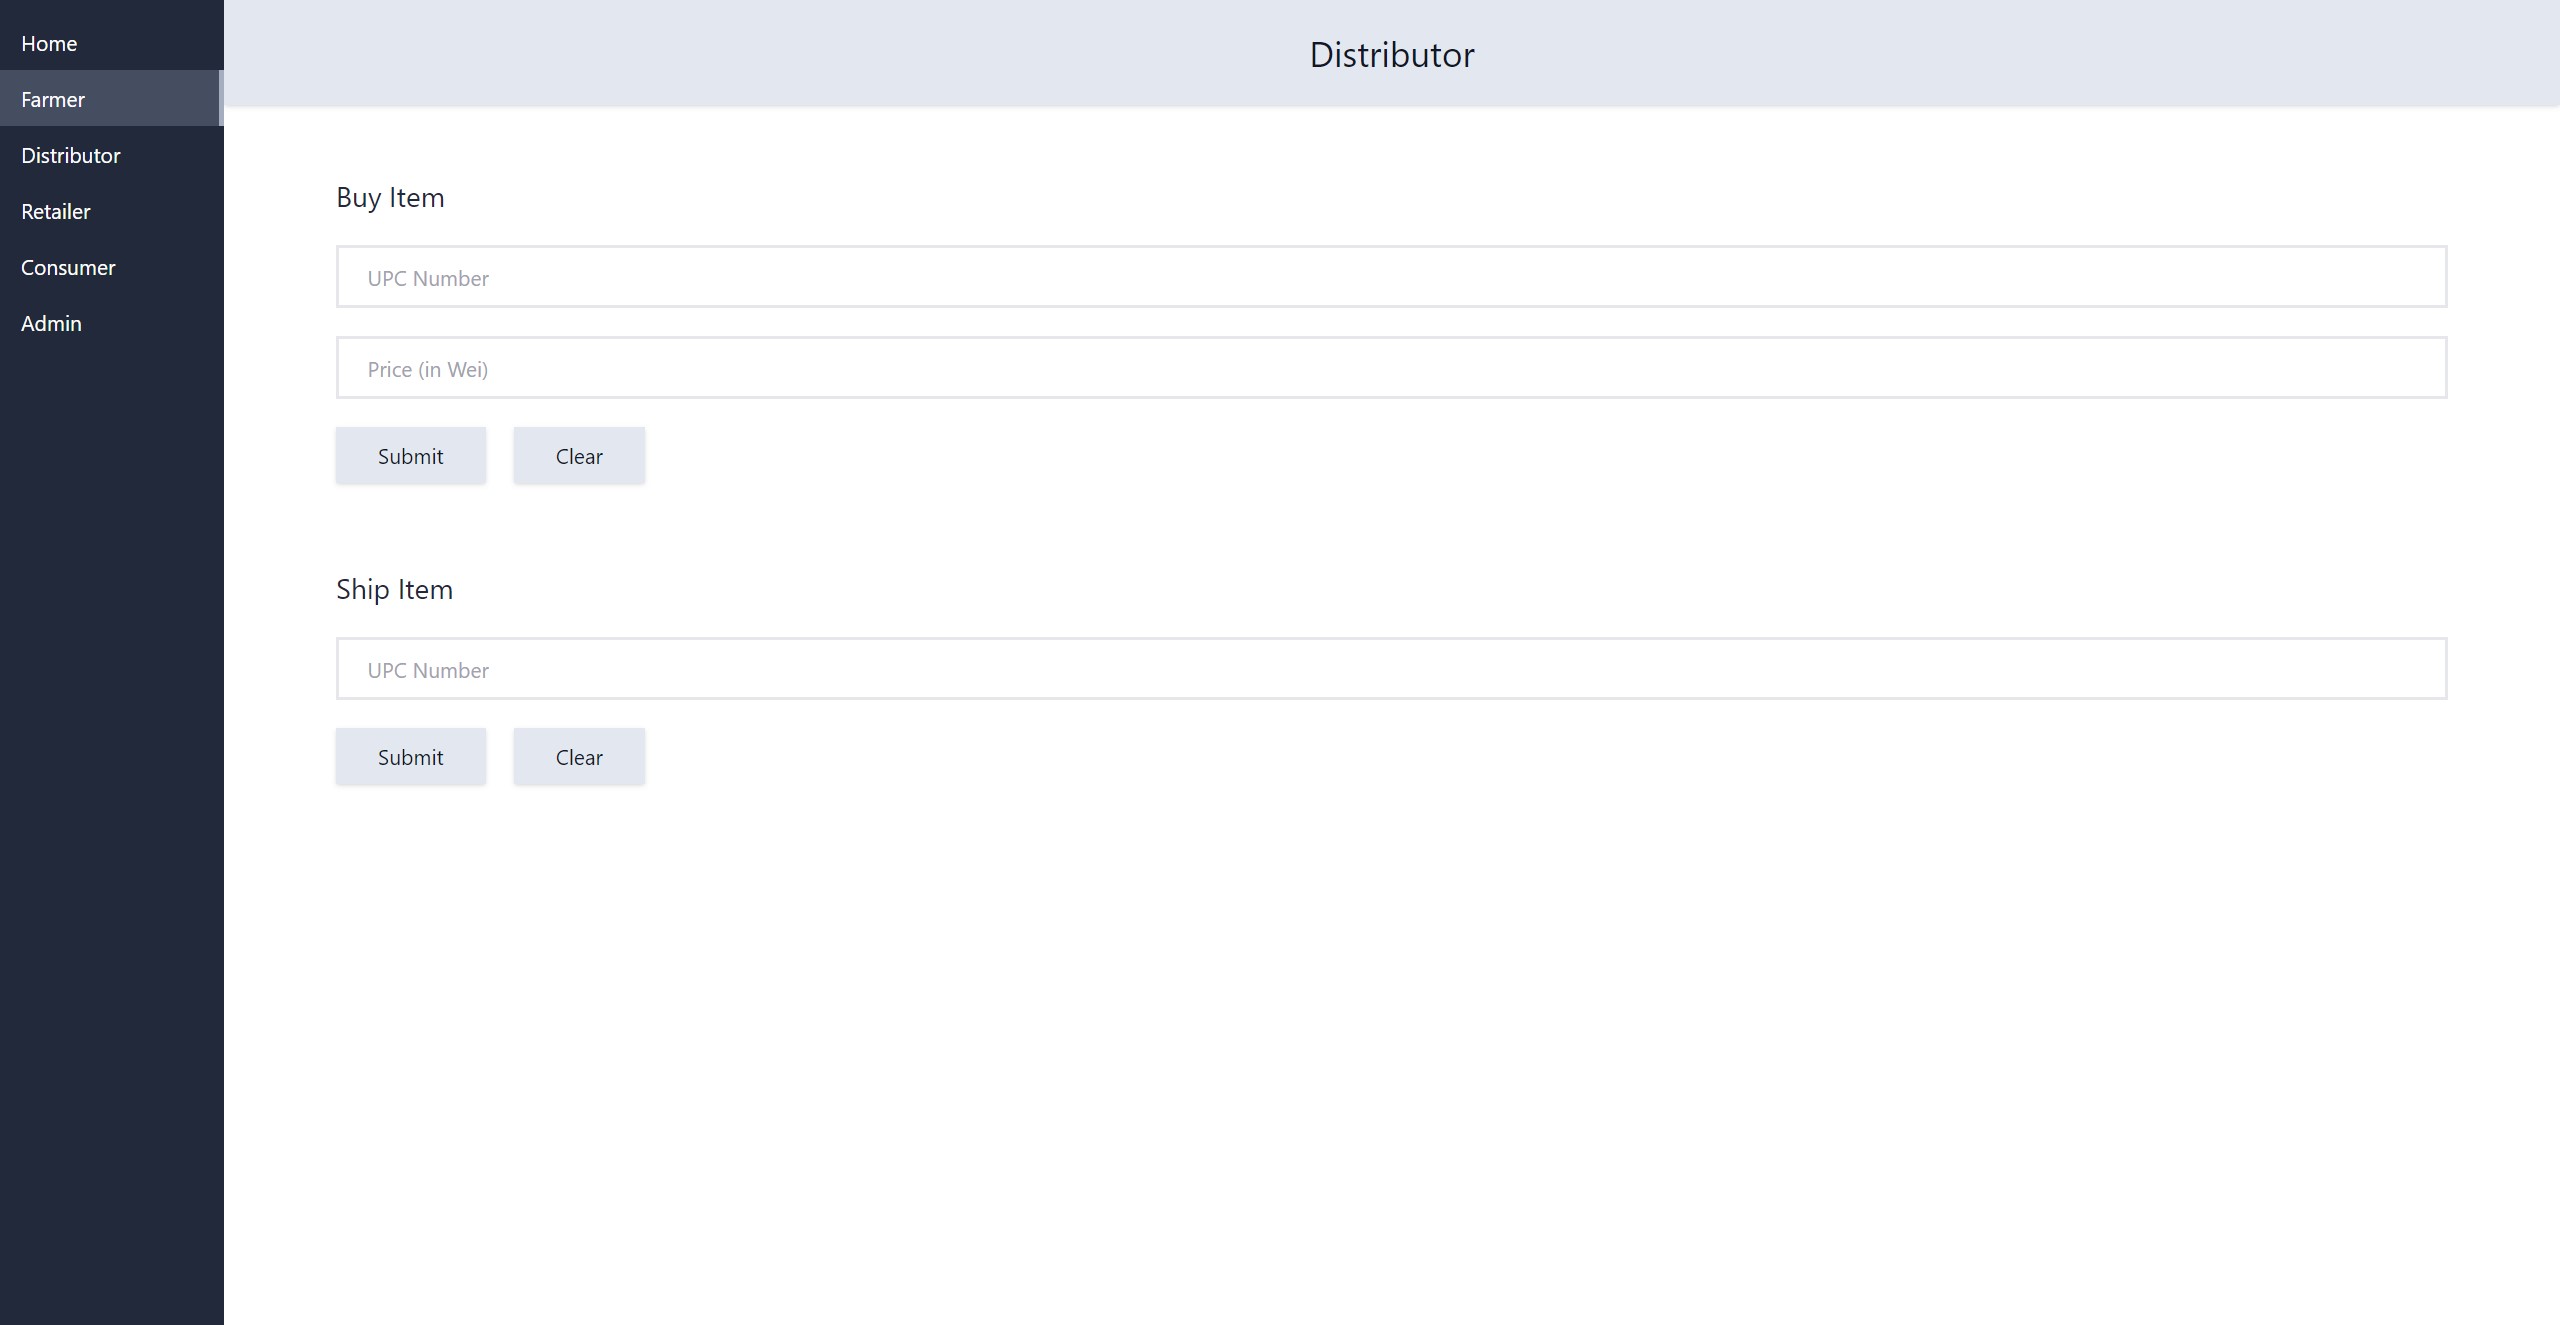 Home
Farmer
Distributor
Retailer
Consumer
Admin
Distributor
Buy Item
UPC Number
Price (in Wei)
Submit Clear
Ship Item
UPC Number
Submit Clear